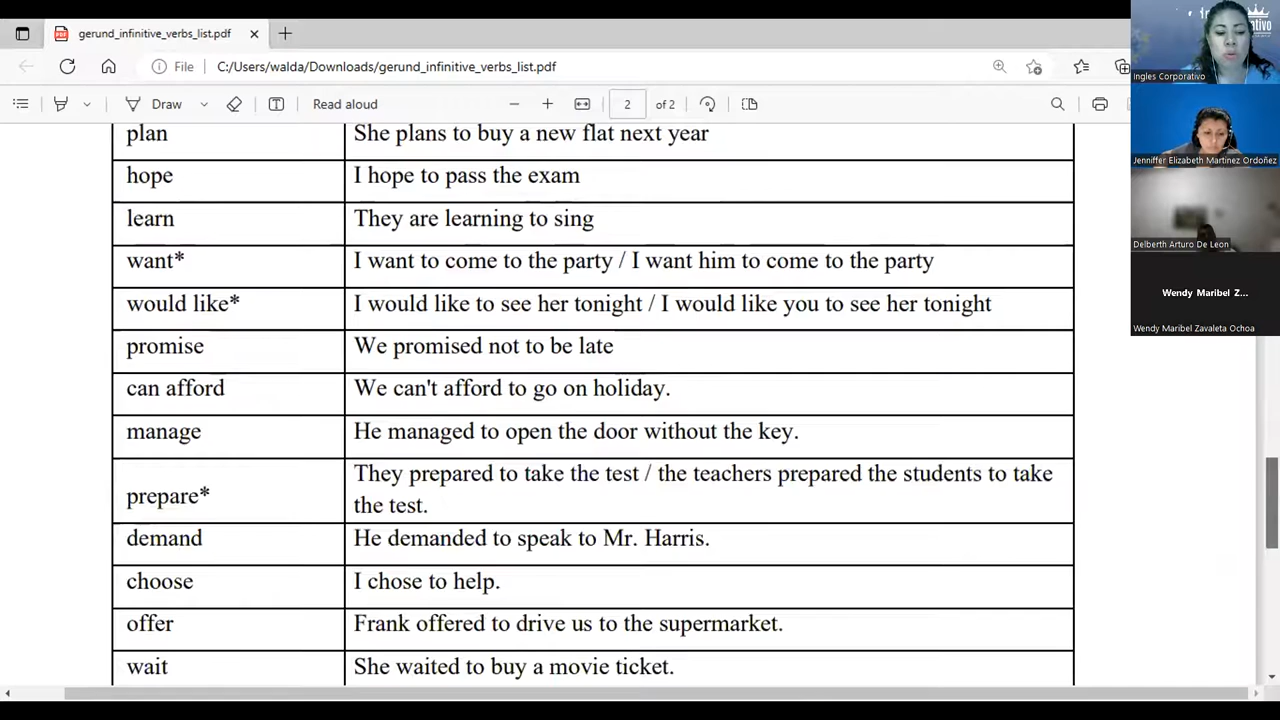 gerund_infinitive_verbs_list.pdf
File C:/Users/walda/Downloads/gerund_infinitive_verbs_list.pdf
Draw Read aloud 2 of 2
plan She plans to buy a new flat next year
hope I hope to pass the exam
learn They are learning to sing
want* I want to come to the party / I want him to come to the party
would like* I would like to see her tonight / I would like you to see her tonight
promise We promised not to be late
can afford We can't afford to go on holiday.
manage He managed to open the door without the key.
prepare* They prepared to take the test / the teachers prepared the students to take
the test.
demand He demanded to speak to Mr. Harris.
choose I chose to help.
offer Frank offered to drive us to the supermarket.
wait She waited to buy a movie ticket.
Ingles Corporativo
Jenniffer Elizabeth Martinez Ordoñez
Delberth Arturo De Leon
Wendy Maribel Z...
Wendy Maribel Zavaleta Ochoa